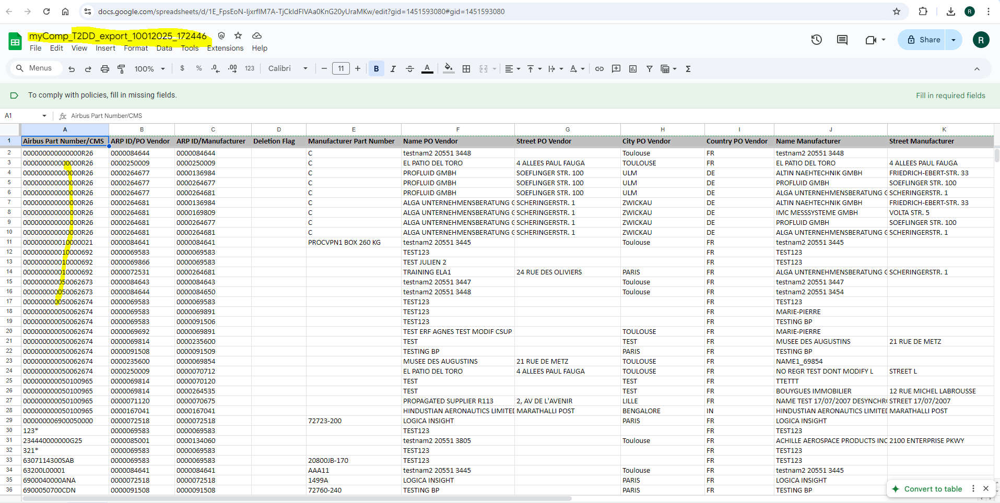 docs.google.com/spreadsheets/d/1E_FpsEoN-IjxrfIM7A-TjCkIdFIVAa0KnG20yUraMKw/edit?gid=1451593080#gid=1451593080 R
myComp_T2DD_export_10012025_172446
File Edit View Insert Format Data Tools Extensions Help
Share R
Menus 100% $ % .0 .00 123 Calibri 11 B I A
To comply with policies, fill in missing fields. Fill in required fields
A1 fx Airbus Part Number/CMS
A B C D E F G H I J K
1 Airbus Part Number/CMS ARP ID/PO Vendor ARP ID/Manufacturer Deletion Flag Manufacturer Part Number Name PO Vendor Street PO Vendor City PO Vendor Country PO Vendor Name Manufacturer Street Manufacturer
2 000000000000000R26 0000084644 0000084644 C testnam2 20551 3448 Toulouse FR testnam2 20551 3448
3 000000000000000R26 0000250009 0000250009 C EL PATIO DEL TORO 4 ALLEES PAUL FAUGA TOULOUSE FR EL PATIO DEL TORO 4 ALLEES PAUL FAUGA
4 000000000000000R26 0000264677 0000136984 C PROFLUID GMBH SOEFLINGER STR. 100 ULM DE ALTIN NAEHTECHNIK GMBH FRIEDRICH-EBERT-STR. 33
5 000000000000000R26 0000264677 0000264677 C PROFLUID GMBH SOEFLINGER STR. 100 ULM DE PROFLUID GMBH SOEFLINGER STR. 100
6 000000000000000R26 0000264677 0000264681 C PROFLUID GMBH SOEFLINGER STR. 100 ULM DE ALGA UNTERNEHMENSBERATUNG G SCHERINGERSTR. 1
7 000000000000000R26 0000264681 0000136984 C ALGA UNTERNEHMENSBERATUNG G SCHERINGERSTR. 1 ZWICKAU DE ALTIN NAEHTECHNIK GMBH FRIEDRICH-EBERT-STR. 33
8 000000000000000R26 0000264681 0000169809 C ALGA UNTERNEHMENSBERATUNG G SCHERINGERSTR. 1 ZWICKAU DE IMC MESSSYSTEME GMBH VOLTA STR. 5
9 000000000000000R26 0000264681 0000264677 C ALGA UNTERNEHMENSBERATUNG G SCHERINGERSTR. 1 ZWICKAU DE PROFLUID GMBH SOEFLINGER STR. 100
10 000000000000000R26 0000264681 0000264681 C ALGA UNTERNEHMENSBERATUNG G SCHERINGERSTR. 1 ZWICKAU DE ALGA UNTERNEHMENSBERATUNG G SCHERINGERSTR. 1
11 000000000010000021 0000084641 0000084641 PROCVPN1 BOX 260 KG testnam2 20551 3445 Toulouse FR testnam2 20551 3445
12 000000000010000692 0000069583 0000069583 TEST123 FR TEST123
13 000000000010000692 0000069866 0000069583 TEST JULIEN 2 FR TEST123
14 000000000010000692 0000072531 0000264681 TRAINING ELA1 24 RUE DES OLIVIERS PARIS FR ALGA UNTERNEHMENSBERATUNG G SCHERINGERSTR. 1
15 000000000050062673 0000084643 0000084643 testnam2 20551 3447 Toulouse FR testnam2 20551 3447
16 000000000050062673 0000084644 0000084650 testnam2 20551 3448 Toulouse FR testnam2 20551 3454
17 000000000050062674 0000069583 0000069583 TEST123 FR TEST123
18 000000000050062674 0000069583 0000069891 TEST123 FR MARIE-PIERRE
19 000000000050062674 0000069583 0000091506 TEST123 FR TESTING BP
20 000000000050062674 0000069692 0000069891 TEST ERF AGNES TEST MODIF CSUP TOULOUSE FR MARIE-PIERRE
21 000000000050062674 0000069814 0000235600 TEST TEST FR MUSEE DES AUGUSTINS 21 RUE DE METZ
22 000000000050062674 0000091508 0000091509 TESTING BP PARIS FR TESTING BP
23 000000000050062674 0000235600 0000069854 MUSEE DES AUGUSTINS 21 RUE DE METZ TOULOUSE FR NAME1_69854
24 000000000050062674 0000250009 0000070712 EL PATIO DEL TORO 4 ALLEES PAUL FAUGA TOULOUSE FR NO REGR TEST DONT MODIFY L STREET L
25 000000000050100965 0000069814 0000070120 TEST TEST FR TTETTT
26 000000000050100965 0000069814 0000264535 TEST TEST FR BOUYGUES IMMOBILIER 12 RUE MICHEL LABROUSSE
27 000000000050100965 0000071120 0000070675 PROPAGATED SUPPLIER R113 2, AV DE L'AVENIR LILLE FR NAME TEST 17/07/2007 DESYNCHR STREET 17/07/2007
28 000000000050100965 0000167041 0000167041 HINDUSTIAN AERONAUTICS LIMITED MARATHALLI POST BENGALORE IN HINDUSTIAN AERONAUTICS LIMITED MARATHALLI POST
29 000000006900050000 0000072518 0000072518 72723-200 LOGICA INSIGHT PARIS FR LOGICA INSIGHT
30 123* 0000069583 0000069583 TEST123 FR TEST123
31 234440000000G25 0000085001 0000134060 testnam2 20551 3805 Toulouse FR ACHILLE AEROSPACE PRODUCTS INC 2100 ENTERPRISE PKWY
32 321* 0000069583 0000069583 TEST123 FR TEST123
33 6307114300SAB 0000069583 0000069583 20800JB-170 TEST123 FR TEST123
34 63200L00001 0000084641 0000084641 AAA11 testnam2 20551 3445 Toulouse FR testnam2 20551 3445
35 6900040000ANA 0000072518 0000072518 1499A LOGICA INSIGHT PARIS FR LOGICA INSIGHT
36 6900050700CDN 0000091508 0000091508 72760-240 TESTING BP PARIS FR TESTING BP
Convert to table